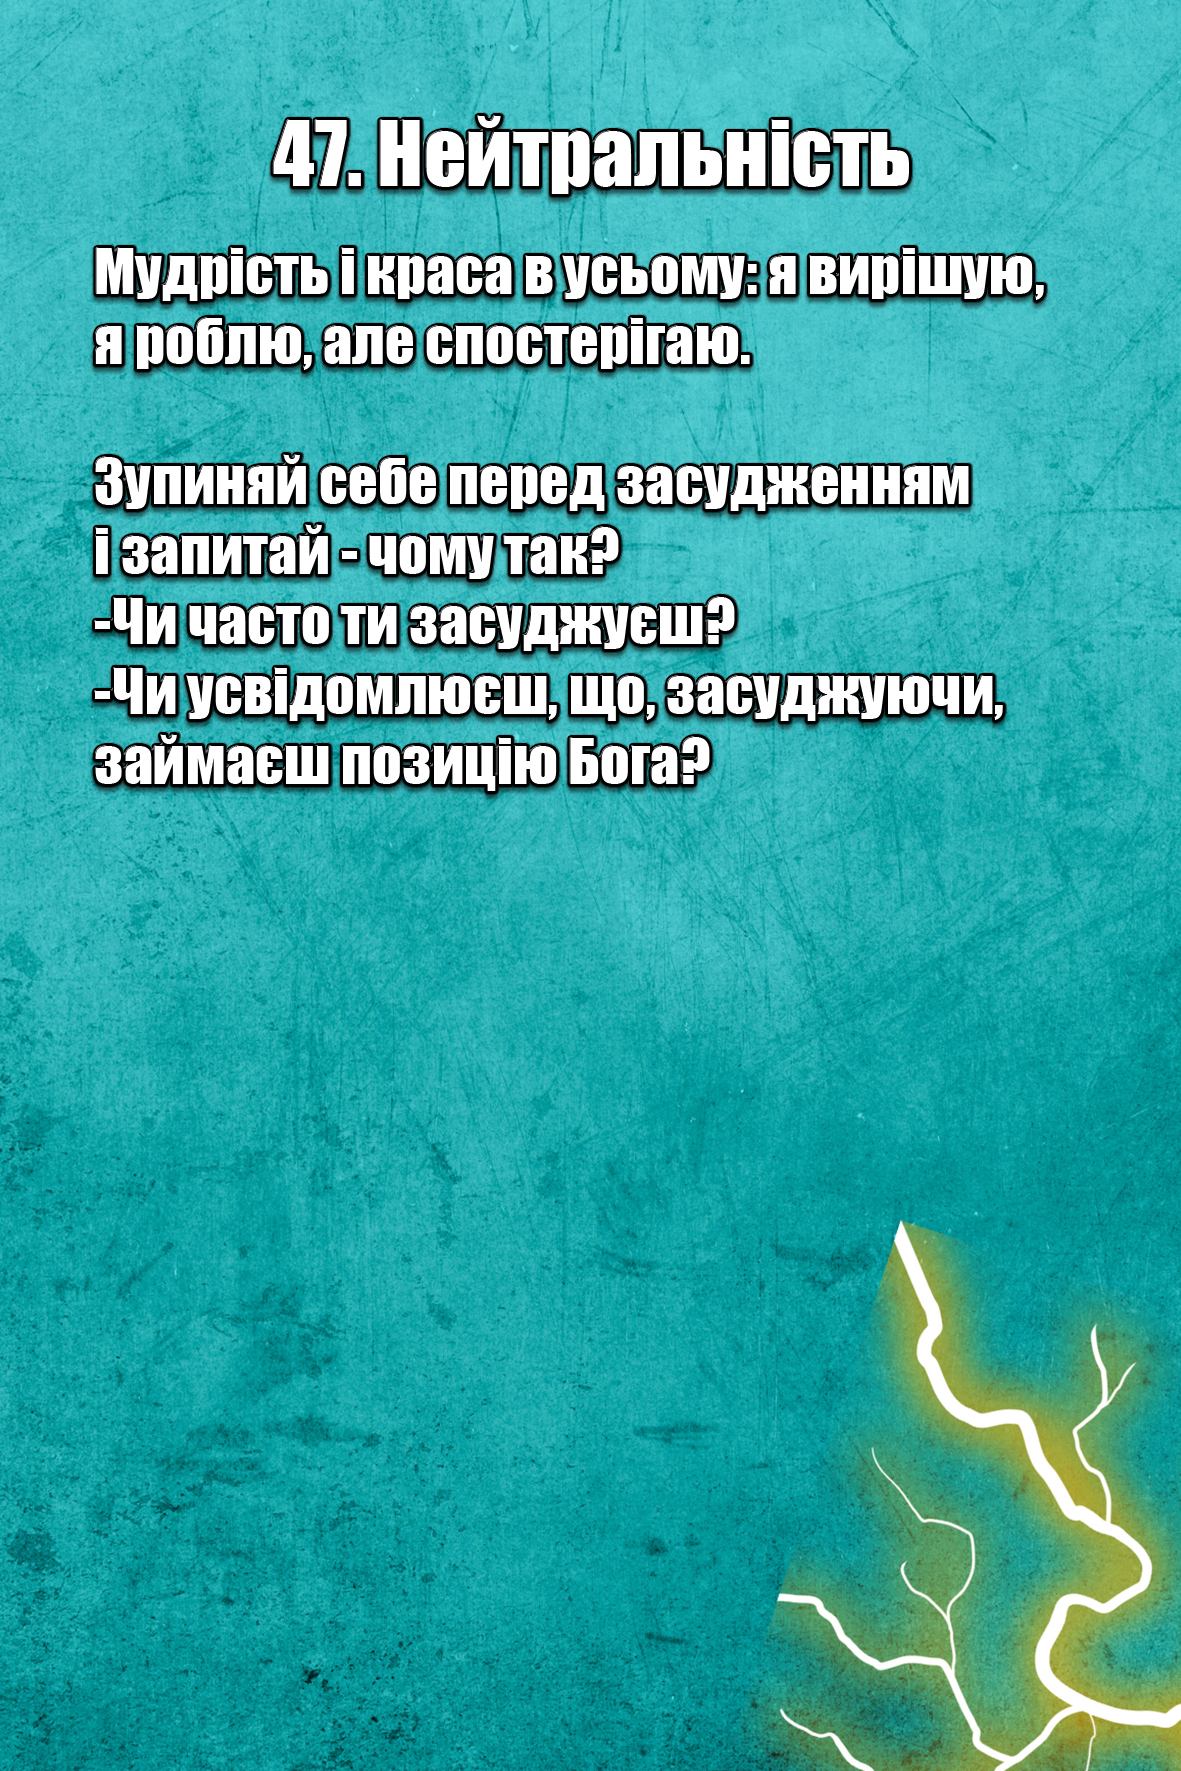 47. Нейтральність
Мудрість і краса в усьому: я вирішую,
я роблю, але спостерігаю.
Зупиняй себе перед засудженням
і запитай - чому так?
-Чи часто ти засуджуєш?
-Чи усвідомлюєш, що, засуджуючи,
займаєш позицію Бога?